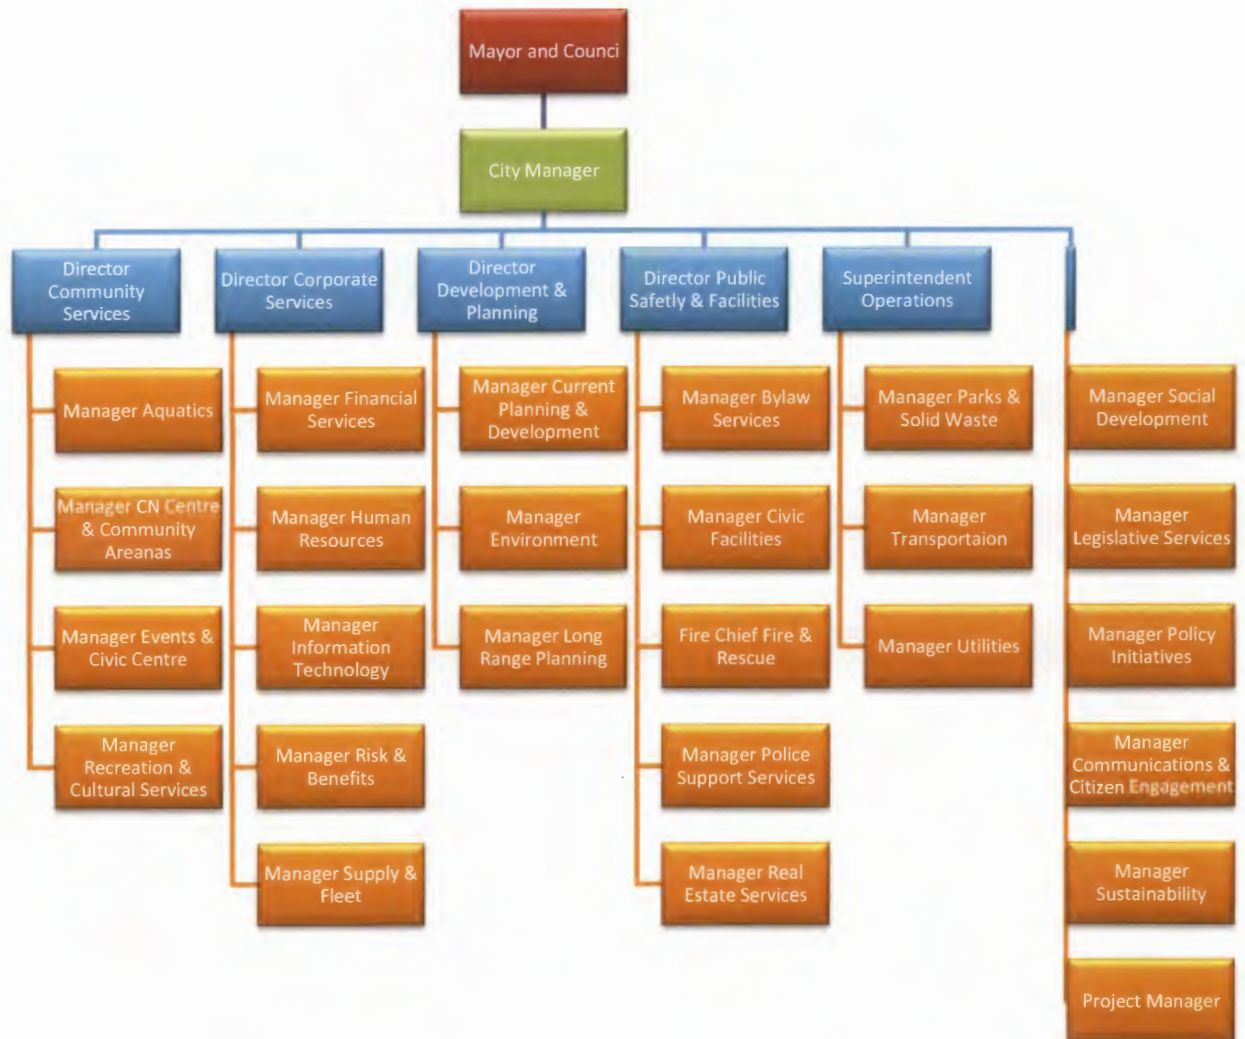 Mayor and Counci
City Manager
Director
Community
Services
Director Corporate
Services
Director
Development &
Planning
Director Public
Safetly & Facilities
Superintendent
Operations
Manager Aquatics
Manager CN Centre
& Community
Areanas
Manager Events &
Civic Centre
Manager
Recreation &
Cultural Services
Manager Financial
Services
Manager Human
Resources
Manager
Information
Technology
Manager Risk &
Benefits
Manager Supply &
Fleet
Manager Current
Planning &
Development
Manager
Environment
Manager Long
Range Planning
Manager Bylaw
Services
Manager Civic
Facilities
Fire Chief Fire &
Rescue
Manager Police
Support Services
Manager Real
Estate Services
Manager Parks &
Solid Waste
Manager
Transportaion
Manager Utilities
Manager Social
Development
Manager
Legislative Services
Manager Policy
Initiatives
Manager
Communications &
Citizen Engagement
Manager
Sustainability
Project Manager